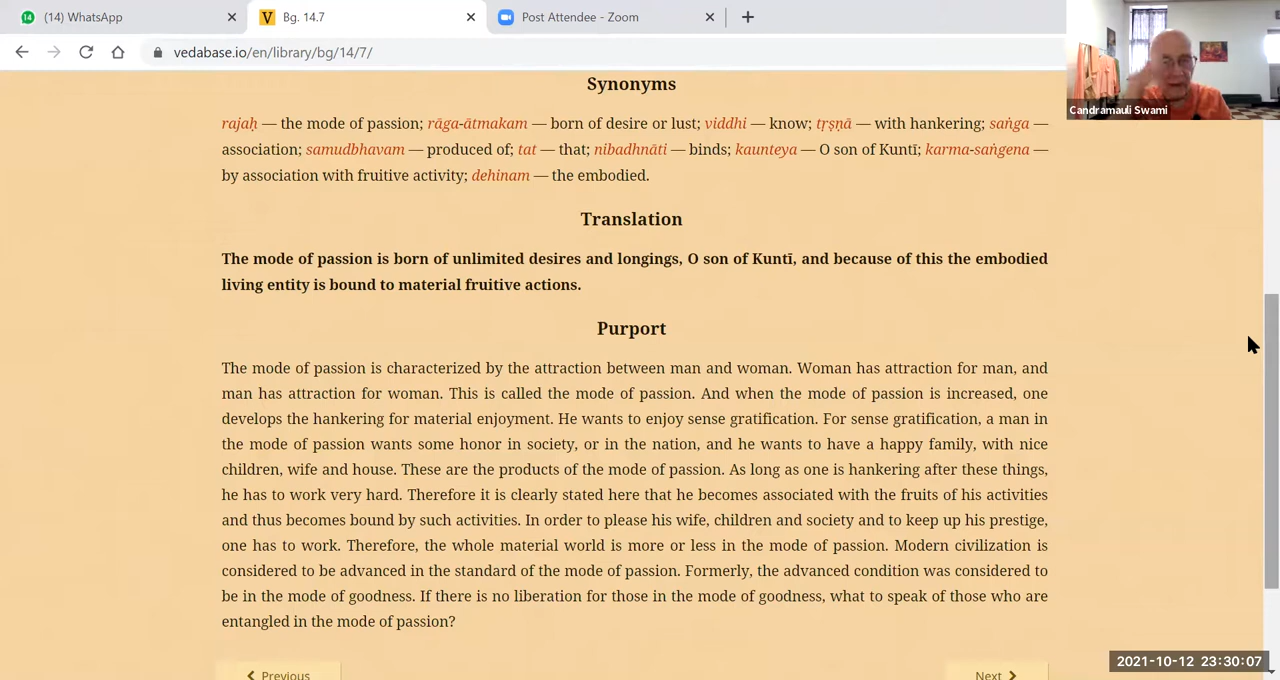 14 (14) WhatsApp
V Bg. 14.7
Post Attendee - Zoom
vedabase.io/en/library/bg/14/7/
Candramauli Swami
Synonyms
rajaḥ — the mode of passion; rāga-ātmakam — born of desire or lust; viddhi — know; tṛṣṇā — with hankering; saṅga —
association; samudbhavam — produced of; tat — that; nibadhnāti — binds; kaunteya — O son of Kuntī; karma-saṅgena —
by association with fruitive activity; dehinam — the embodied.
Translation
The mode of passion is born of unlimited desires and longings, O son of Kuntī, and because of this the embodied
living entity is bound to material fruitive actions.
Purport
The mode of passion is characterized by the attraction between man and woman. Woman has attraction for man, and
man has attraction for woman. This is called the mode of passion. And when the mode of passion is increased, one
develops the hankering for material enjoyment. He wants to enjoy sense gratification. For sense gratification, a man in
the mode of passion wants some honor in society, or in the nation, and he wants to have a happy family, with nice
children, wife and house. These are the products of the mode of passion. As long as one is hankering after these things,
he has to work very hard. Therefore it is clearly stated here that he becomes associated with the fruits of his activities
and thus becomes bound by such activities. In order to please his wife, children and society and to keep up his prestige,
one has to work. Therefore, the whole material world is more or less in the mode of passion. Modern civilization is
considered to be advanced in the standard of the mode of passion. Formerly, the advanced condition was considered to
be in the mode of goodness. If there is no liberation for those in the mode of goodness, what to speak of those who are
entangled in the mode of passion?
Previous
Next
2021-10-12 23:30:07